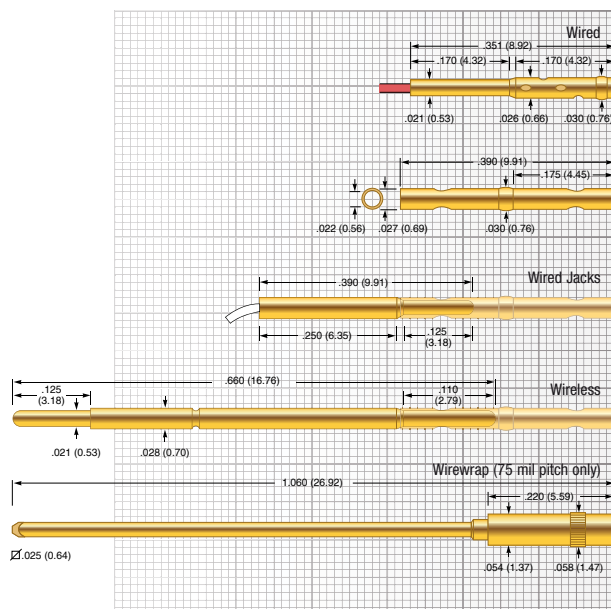 Wired
.351 (8.92)
.170 (4.32) .170 (4.32)
.021 (0.53) .026 (0.66) .030 (0.76)
.390 (9.91)
.175 (4.45)
.022 (0.56) .027 (0.69) .030 (0.76)
Wired Jacks
.390 (9.91)
.250 (6.35) .125
(3.18)
Wireless
.660 (16.76)
.125
(3.18)
.110
(2.79)
.021 (0.53) .028 (0.70)
Wirewrap (75 mil pitch only)
1.060 (26.92)
.220 (5.59)
.025 (0.64)
.054 (1.37) .058 (1.47)